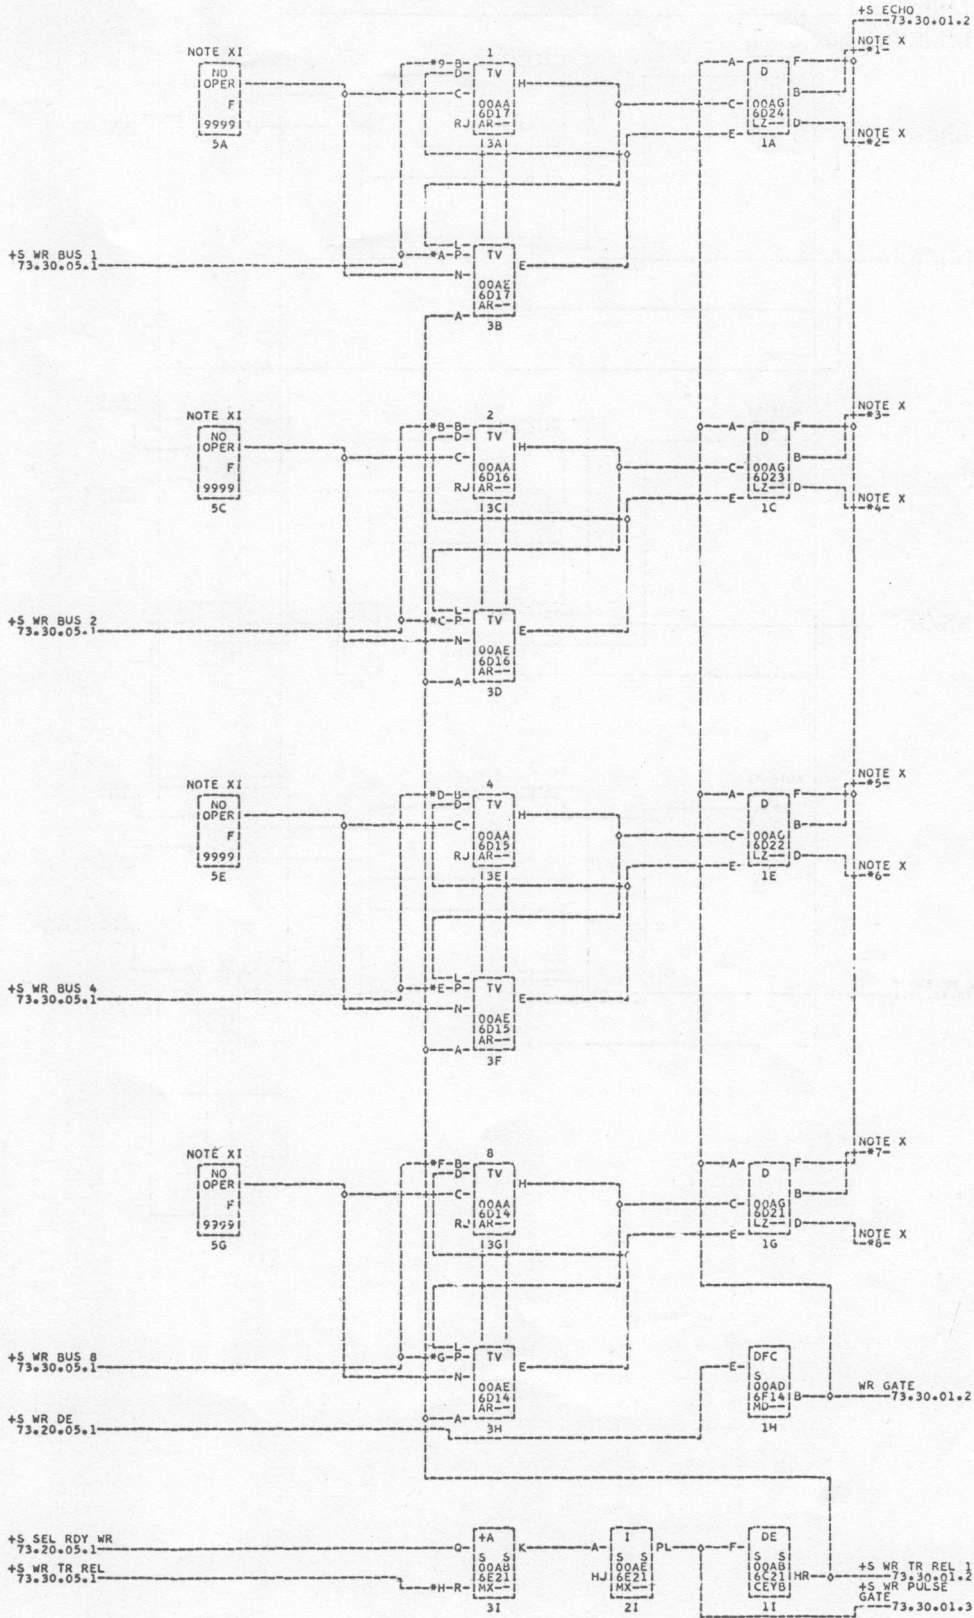 +S ECHO
73.30.01.2
NOTE XI
NO
OPER
F
9999
5A
1
*9-B
D
C
TV
00AA
6D17
RJ AR--
3A
H
A
C
E
D
00AG
6D24
LZ--
1A
F
B
D
NOTE X
*1-
NOTE X
*2-
+S WR BUS 1
73.30.05.1
L
*A-P
N
A
TV
00AE
6D17
AR--
3B
E
NOTE XI
NO
OPER
F
9999
5C
2
*B-B
D
C
TV
00AA
6D16
RJ AR--
3C
H
A
C
E
D
00AG
6D23
LZ--
1C
F
B
D
NOTE X
*3-
NOTE X
*4-
+S WR BUS 2
73.30.05.1
L
*C-P
N
A
TV
00AE
6D16
AR--
3D
E
NOTE XI
NO
OPER
F
9999
5E
4
*D-B
D
C
TV
00AA
6D15
RJ AR--
3E
H
A
C
E
D
00AG
6D22
LZ--
1E
F
B
D
NOTE X
*5-
NOTE X
*6-
+S WR BUS 4
73.30.05.1
L
*E-P
N
A
TV
00AE
6D15
AR--
3F
E
NOTE XI
NO
OPER
F
9999
5G
8
*F-B
D
C
TV
00AA
6D14
RJ AR--
3G
H
A
C
E
D
00AG
6D21
LZ--
1G
F
B
D
NOTE X
*7-
NOTE X
*8-
+S WR BUS 8
73.30.05.1
L
*G-P
N
A
TV
00AE
6D14
AR--
3H
E
+S WR DE
73.20.05.1
E
DFC
S
00AD
6F14
MD--
1H
B
WR GATE
73.30.01.2
+S SEL RDY WR
73.20.05.1
+S WR TR REL
73.30.05.1
Q
*H-R
+A
S S
00AB
6E21
MX--
3I
K
A
HJ
I
S S
00AE
6E21
MX--
2I
PL
F
DE
S S
00AB
6C21
CEYB
1I
HR
+S WR TR REL 1
73.30.01.2
+S WR PULSE
GATE
73.30.01.3